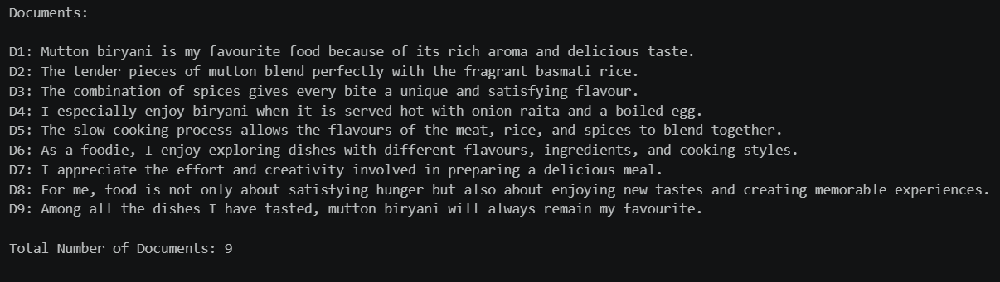 Documents:
D1: Mutton biryani is my favourite food because of its rich aroma and delicious taste.
D2: The tender pieces of mutton blend perfectly with the fragrant basmati rice.
D3: The combination of spices gives every bite a unique and satisfying flavour.
D4: I especially enjoy biryani when it is served hot with onion raita and a boiled egg.
D5: The slow-cooking process allows the flavours of the meat, rice, and spices to blend together.
D6: As a foodie, I enjoy exploring dishes with different flavours, ingredients, and cooking styles.
D7: I appreciate the effort and creativity involved in preparing a delicious meal.
D8: For me, food is not only about satisfying hunger but also about enjoying new tastes and creating memorable experiences.
D9: Among all the dishes I have tasted, mutton biryani will always remain my favourite.
Total Number of Documents: 9